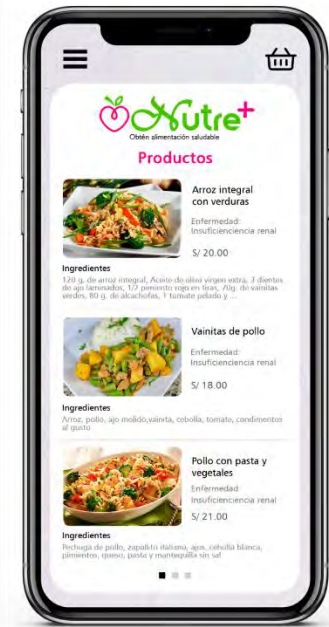 Nutre+
Obtén alimentación saludable
Productos
Arroz integral
con verduras
Enfermedad:
Insuficienciencia renal
S/ 20.00
Ingredientes
120 g. de arroz integral, Aceite de oliva virgen extra, 3 dientes
de ajo laminados, 1/2 pimiento rojo en tiras, 70g. de vainitas
verdes, 80 g. de alcachofas, 1 tomate pelado y ...
Vainitas de pollo
Enfermedad:
Insuficienciencia renal
S/ 18.00
Ingredientes
Arroz, pollo, ajo molido,vainita, cebolla, tomate, condimentos
al gusto
Pollo con pasta y
vegetales
Enfermedad:
Insuficienciencia renal
S/ 21.00
Ingredientes
Pechuga de pollo, zapallito italiano, ajos, cebolla blanca,
pimientos, queso, pasta y mantequilla sin sal